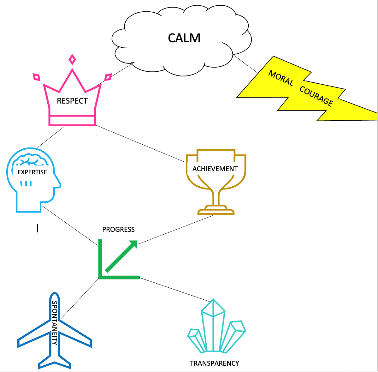 CALM
MORAL COURAGE
RESPECT
EXPERTISE
ACHIEVEMENT
PROGRESS
SPONTANEITY
TRANSPARENCY